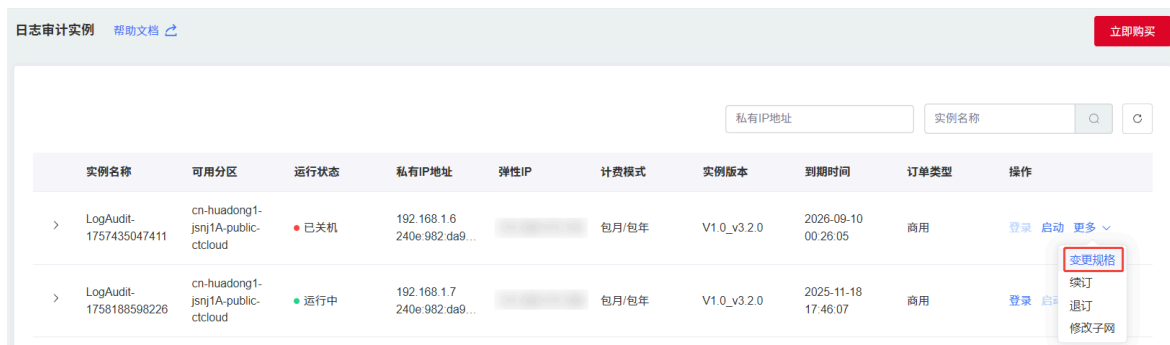 日志审计实例 帮助文档
立即购买
私有IP地址 实例名称
实例名称 可用分区 运行状态 私有IP地址 弹性IP 计费模式 实例版本 到期时间 订单类型 操作
LogAudit-
1757435047411
cn-huadong1-
jsnj1A-public-
ctcloud
已关机
192.168.1.6
240e:982:da9...
包月/包年
V1.0_v3.2.0
2026-09-10
00:26:05
商用
登录 启动 更多
变更规格
续订
退订
修改子网
LogAudit-
1758188598226
cn-huadong1-
jsnj1A-public-
ctcloud
运行中
192.168.1.7
240e:982:da9...
包月/包年
V1.0_v3.2.0
2025-11-18
17:46:07
商用
登录